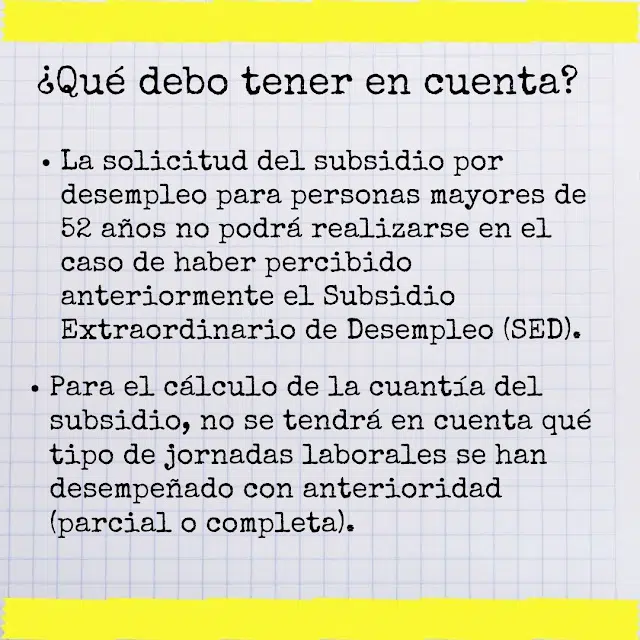 ¿Qué debo tener en cuenta?
• La solicitud del subsidio por
desempleo para personas mayores de
52 años no podrá realizarse en el
caso de haber percibido
anteriormente el Subsidio
Extraordinario de Desempleo (SED).
• Para el cálculo de la cuantía del
subsidio, no se tendrá en cuenta qué
tipo de jornadas laborales se han
desempeñado con anterioridad
(parcial o completa).